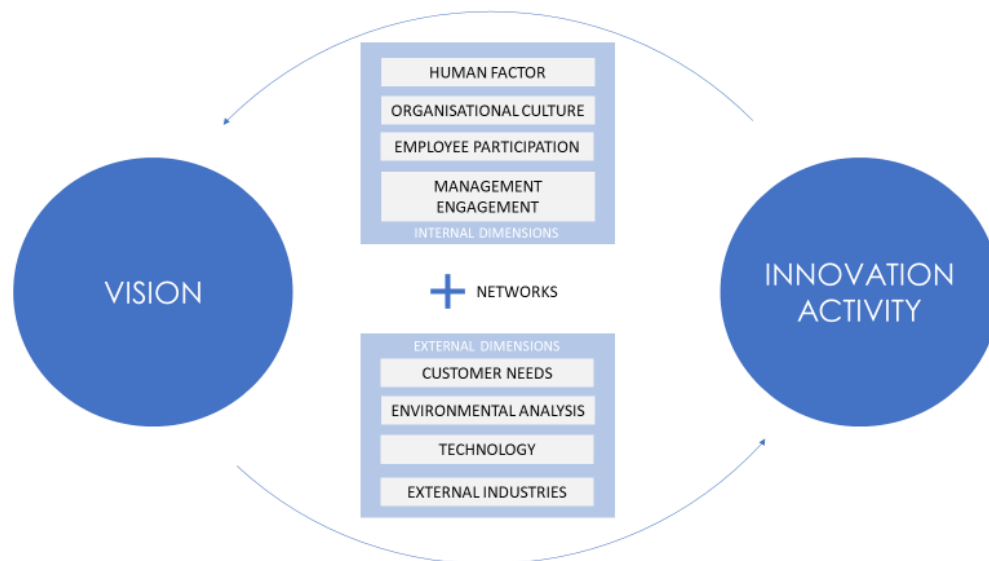 HUMAN FACTOR
ORGANISATIONAL CULTURE
EMPLOYEE PARTICIPATION
MANAGEMENT
ENGAGEMENT
INTERNAL DIMENSIONS
VISION
NETWORKS
INNOVATION
ACTIVITY
EXTERNAL DIMENSIONS
CUSTOMER NEEDS
ENVIRONMENTAL ANALYSIS
TECHNOLOGY
EXTERNAL INDUSTRIES